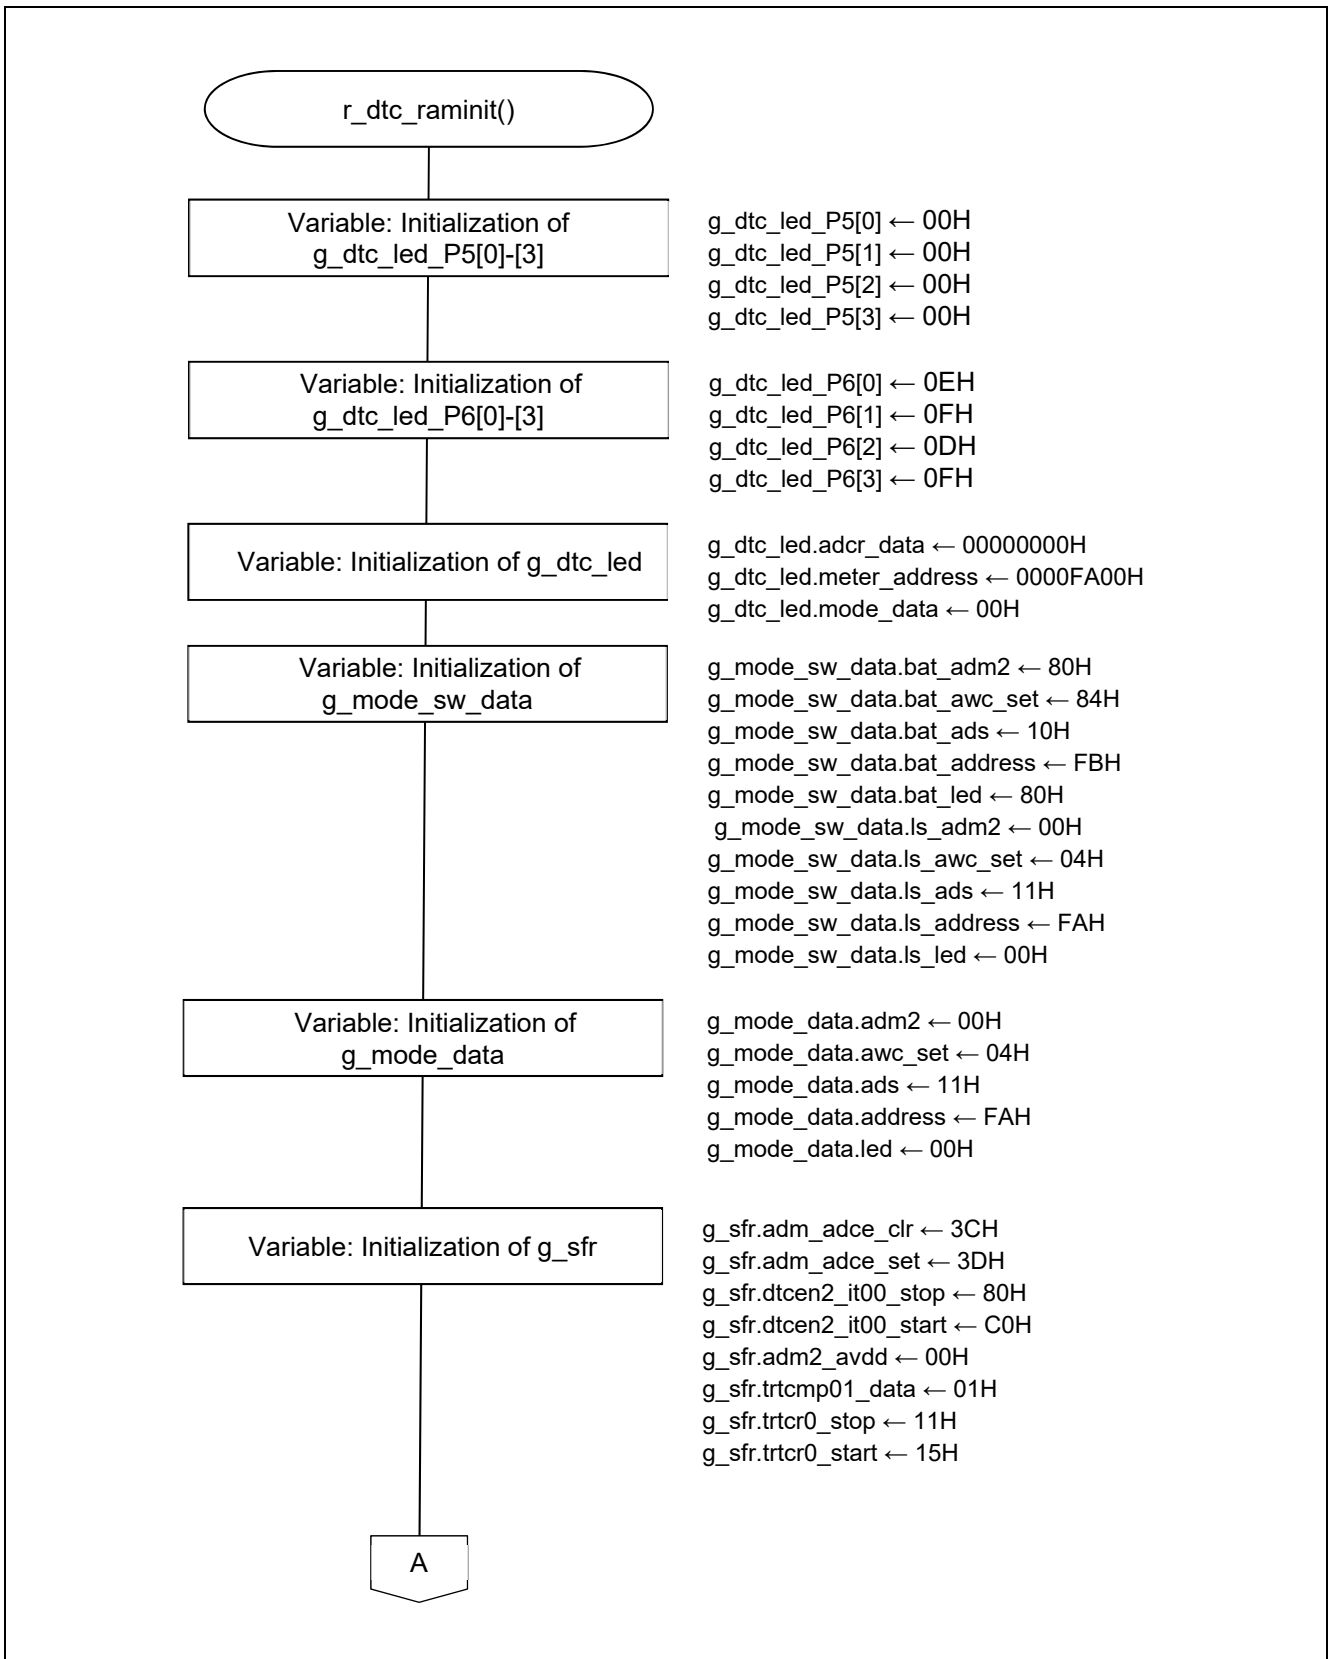 r_dtc_raminit()
Variable: Initialization of
g_dtc_led_P5[0]-[3]
g_dtc_led_P5[0] ← 00H
g_dtc_led_P5[1] ← 00H
g_dtc_led_P5[2] ← 00H
g_dtc_led_P5[3] ← 00H
Variable: Initialization of
g_dtc_led_P6[0]-[3]
g_dtc_led_P6[0] ← 0EH
g_dtc_led_P6[1] ← 0FH
g_dtc_led_P6[2] ← 0DH
g_dtc_led_P6[3] ← 0FH
Variable: Initialization of g_dtc_led
g_dtc_led.adcr_data ← 00000000H
g_dtc_led.meter_address ← 0000FA00H
g_dtc_led.mode_data ← 00H
Variable: Initialization of
g_mode_sw_data
g_mode_sw_data.bat_adm2 ← 80H
g_mode_sw_data.bat_awc_set ← 84H
g_mode_sw_data.bat_ads ← 10H
g_mode_sw_data.bat_address ← FBH
g_mode_sw_data.bat_led ← 80H
g_mode_sw_data.ls_adm2 ← 00H
g_mode_sw_data.ls_awc_set ← 04H
g_mode_sw_data.ls_ads ← 11H
g_mode_sw_data.ls_address ← FAH
g_mode_sw_data.ls_led ← 00H
Variable: Initialization of
g_mode_data
g_mode_data.adm2 ← 00H
g_mode_data.awc_set ← 04H
g_mode_data.ads ← 11H
g_mode_data.address ← FAH
g_mode_data.led ← 00H
Variable: Initialization of g_sfr
g_sfr.adm_adce_clr ← 3CH
g_sfr.adm_adce_set ← 3DH
g_sfr.dtcen2_it00_stop ← 80H
g_sfr.dtcen2_it00_start ← C0H
g_sfr.adm2_avdd ← 00H
g_sfr.trtcmp01_data ← 01H
g_sfr.trtcr0_stop ← 11H
g_sfr.trtcr0_start ← 15H
A